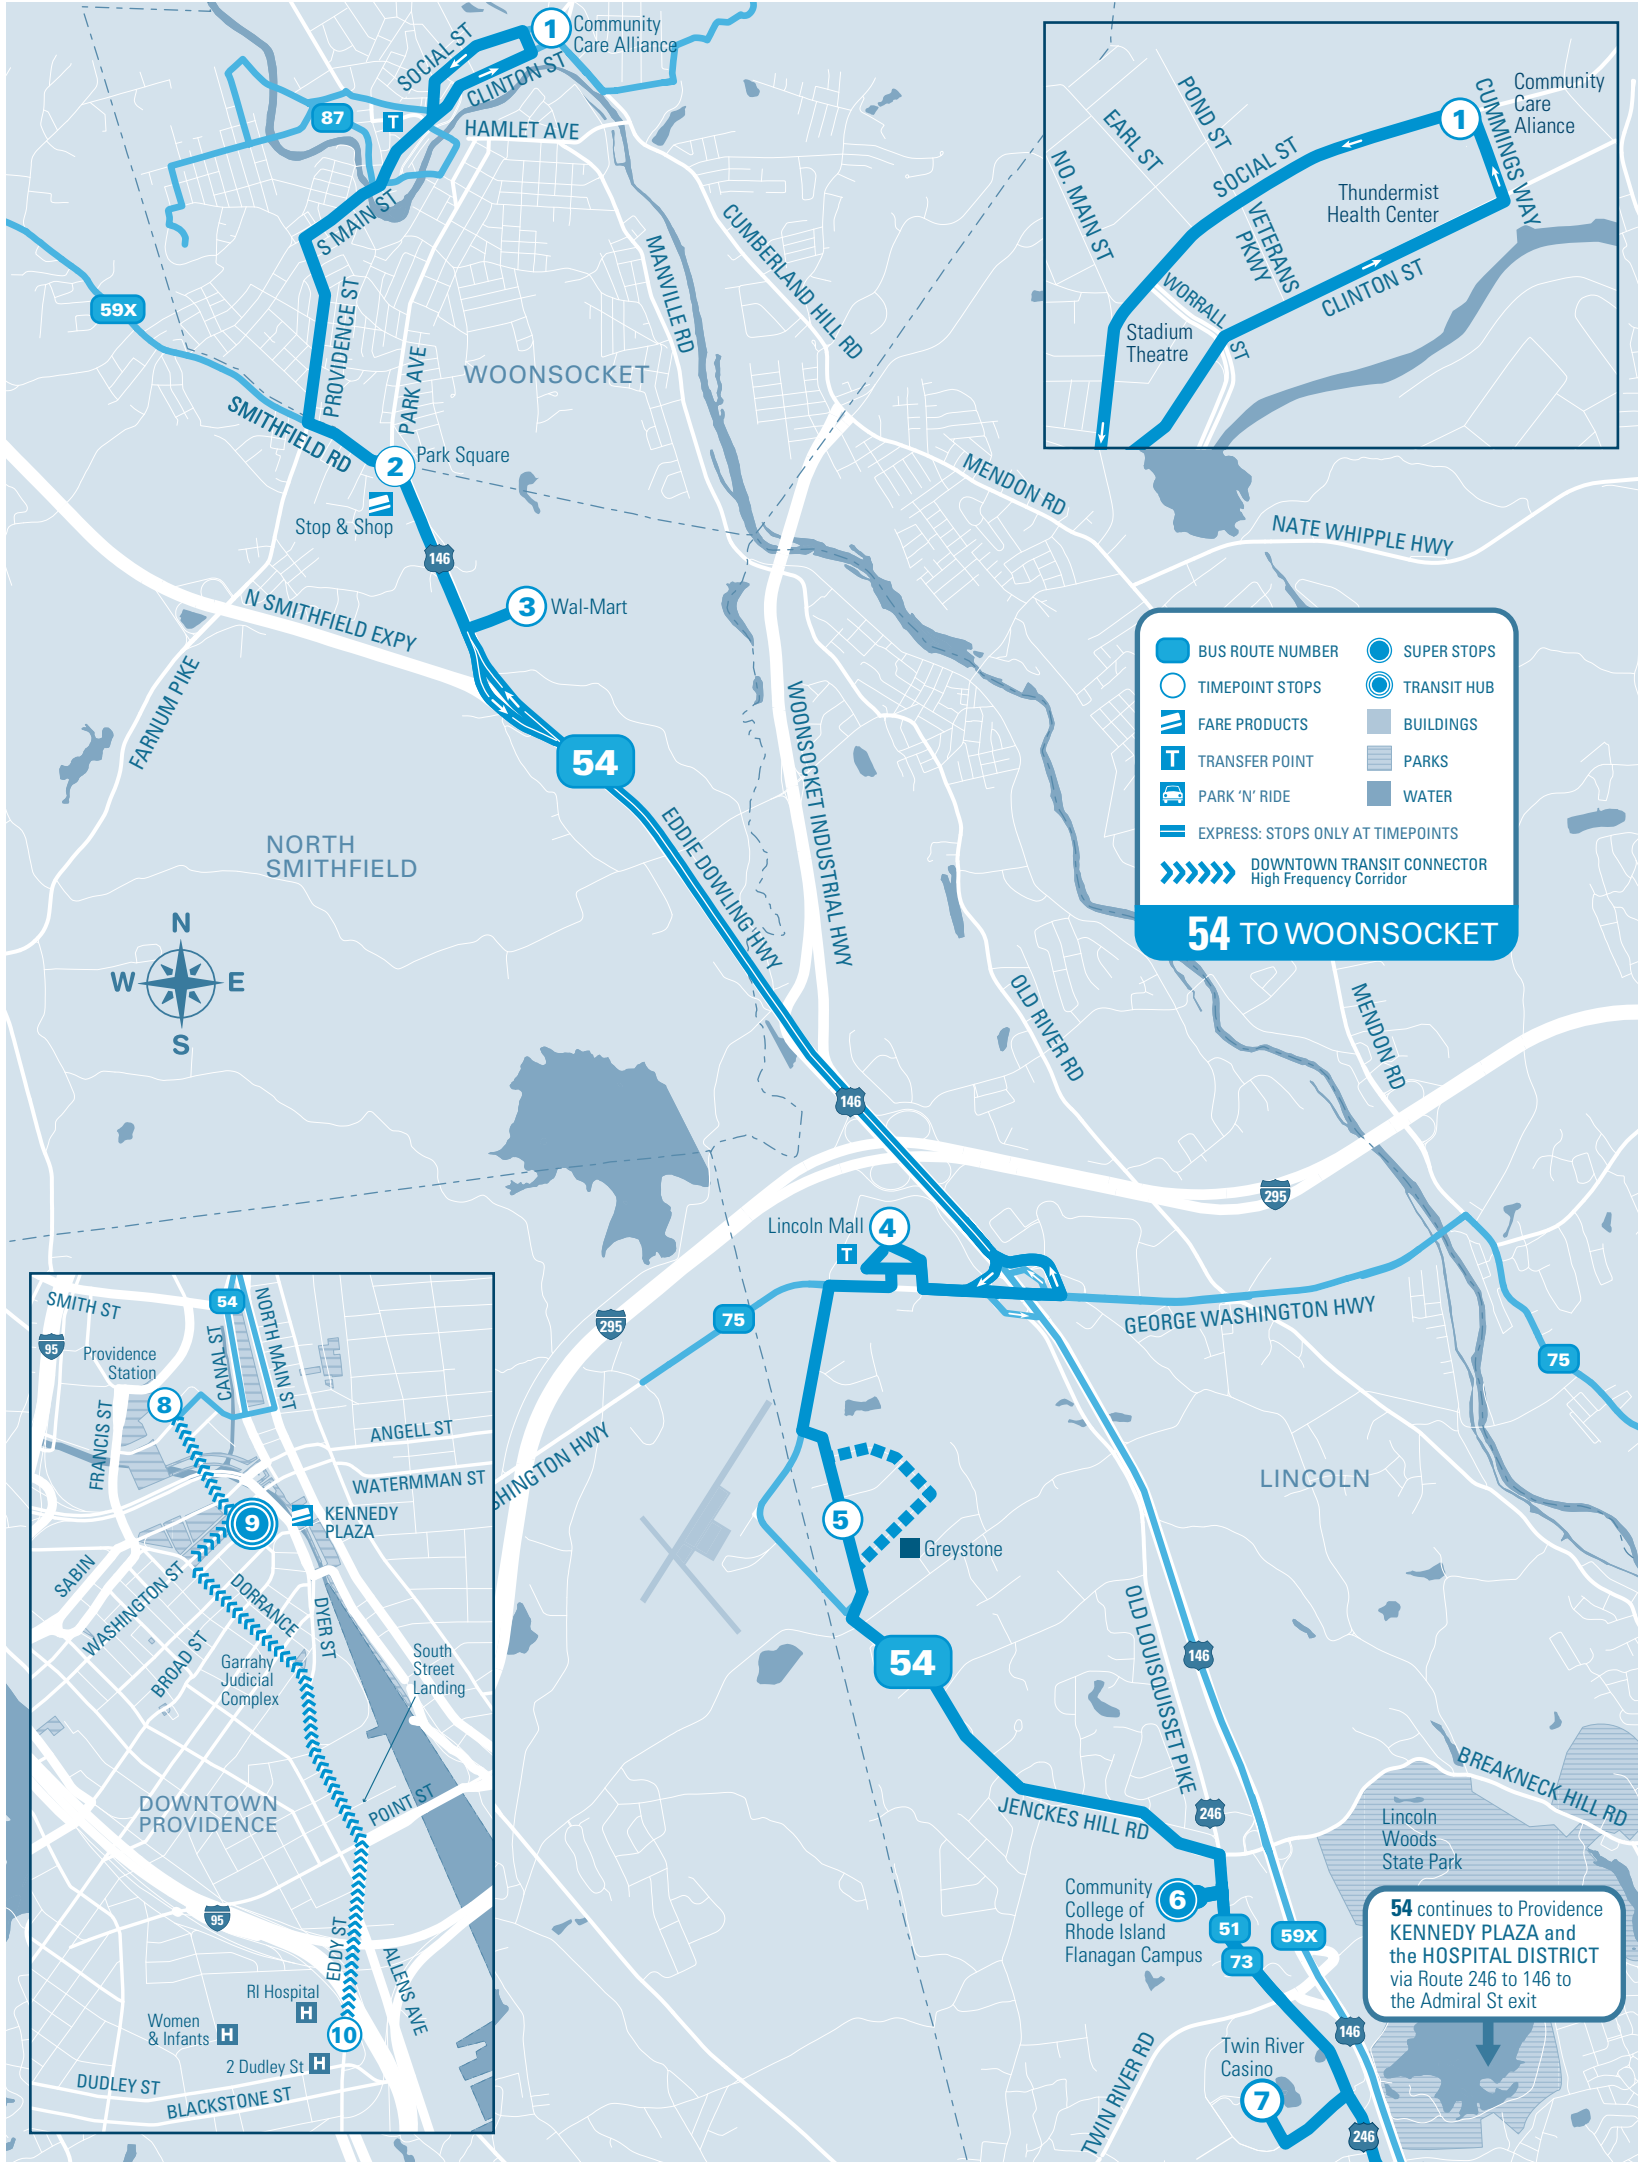 1
Community
Care Alliance
SOCIAL ST
CLINTON ST
87
T
HAMLET AVE
S MAIN ST
59X
PROVIDENCE ST
PARK AVE
WOONSOCKET
MANVILLE RD
CUMBERLAND HILL RD
SMITHFIELD RD
2
Park Square
Stop & Shop
146
3
Wal-Mart
N SMITHFIELD EXPY
FARNUM PIKE
MENDON RD
NATE WHIPPLE HWY
POND ST
EARL ST
NO. MAIN ST
SOCIAL ST
1
CUMMINGS WAY
Community
Care
Aliance
Thundermist
Health Center
VETERANS
PKWY
WORRALL
ST
CLINTON ST
Stadium
Theatre
BUS ROUTE NUMBER
SUPER STOPS
TIMEPOINT STOPS
TRANSIT HUB
FARE PRODUCTS
BUILDINGS
T
TRANSFER POINT
PARKS
PARK ‘N’ RIDE
WATER
EXPRESS: STOPS ONLY AT TIMEPOINTS
DOWNTOWN TRANSIT CONNECTOR
High Frequency Corridor
54 TO WOONSOCKET
54
NORTH
SMITHFIELD
EDDIE DOWLING HWY
WOONSOCKET INDUSTRIAL HWY
N
W
E
S
OLD RIVER RD
MENDON RD
146
295
Lincoln Mall
4
T
295
75
GEORGE WASHINGTON HWY
75
SHINGTON HWY
LINCOLN
5
Greystone
54
OLD LOUISQUISSET PIKE
146
JENCKES HILL RD
246
BREAKNECK HILL RD
Lincoln
Woods
State Park
Community
College of
Rhode Island
Flanagan Campus
6
51
73
59X
54 continues to Providence
KENNEDY PLAZA and
the HOSPITAL DISTRICT
via Route 246 to 146 to
the Admiral St exit
146
TWIN RIVER RD
Twin River
Casino
7
246
SMITH ST
54
NORTH MAIN ST
CANAL ST
95
Providence
Station
8
FRANCIS ST
ANGELL ST
WATERMMAN ST
9
KENNEDY
PLAZA
SABIN
WASHINGTON ST
DORRANCE
DYER ST
BROAD ST
Garrahy
Judicial
Complex
South
Street
Landing
DOWNTOWN
PROVIDENCE
POINT ST
95
EDDY ST
ALLENS AVE
RI Hospital
H
Women
& Infants
H
10
2 Dudley St
H
DUDLEY ST
BLACKSTONE ST